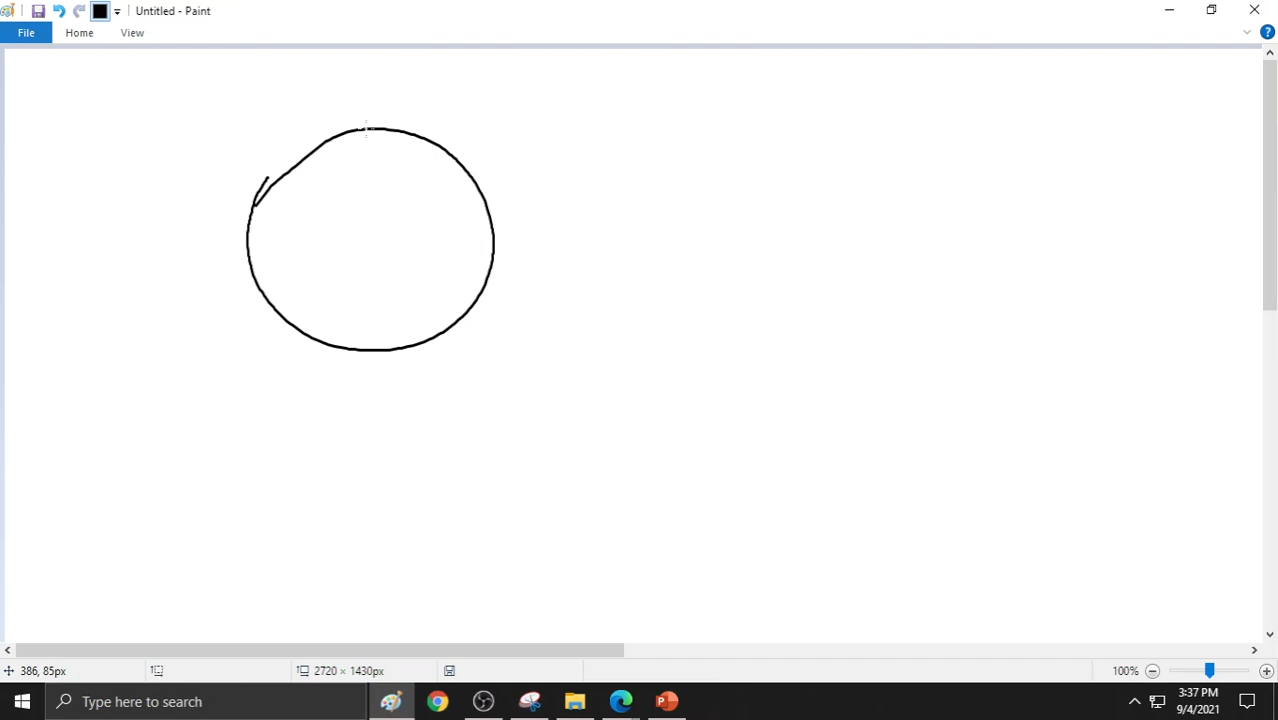 Untitled - Paint
File Home View
386, 85px 2720 × 1430px 100%
Type here to search
3:37 PM
9/4/2021